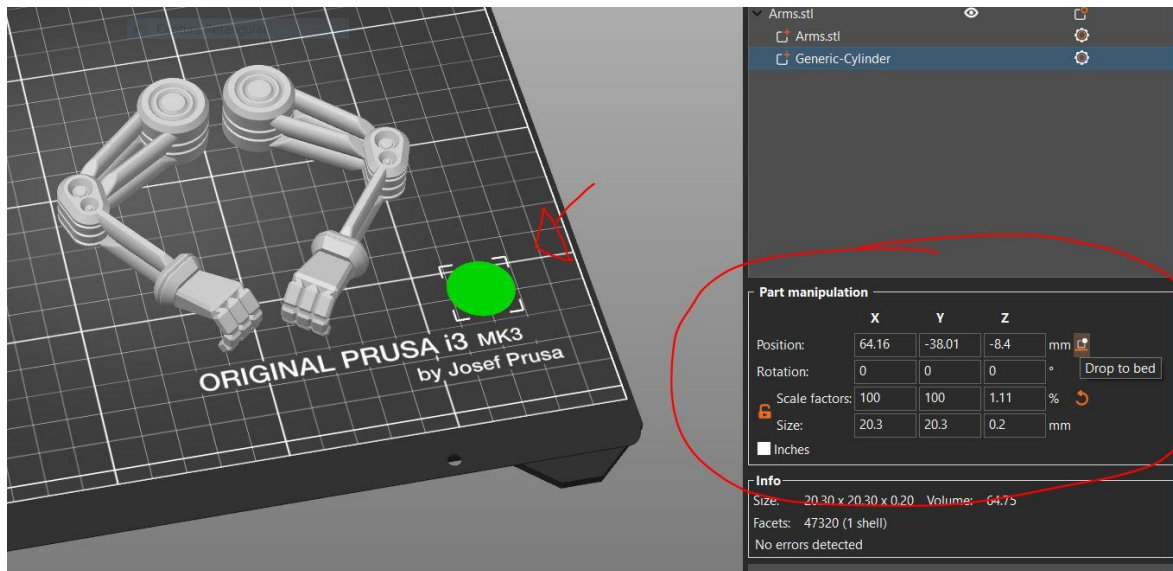 Captura retangular
Arms.stl
Arms.stl
Generic-Cylinder
ORIGINAL PRUSA i3 MK3
by Josef Prusa
Part manipulation
X Y Z
Position: 64.16 -38.01 -8.4 mm
Drop to bed
Rotation: 0 0 0 °
Scale factors: 100 100 1.11 %
Size: 20.3 20.3 0.2 mm
Inches
Info
Size: 20.30 x 20.30 x 0.20 Volume: 64.75
Facets: 47320 (1 shell)
No errors detected